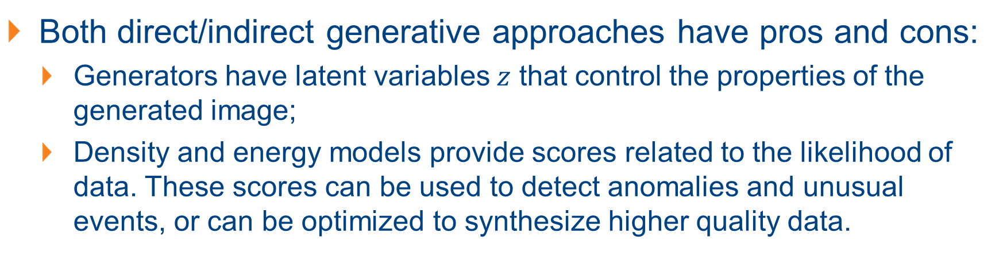 Both direct/indirect generative approaches have pros and cons:
Generators have latent variables z that control the properties of the
generated image;
Density and energy models provide scores related to the likelihood of
data. These scores can be used to detect anomalies and unusual
events, or can be optimized to synthesize higher quality data.